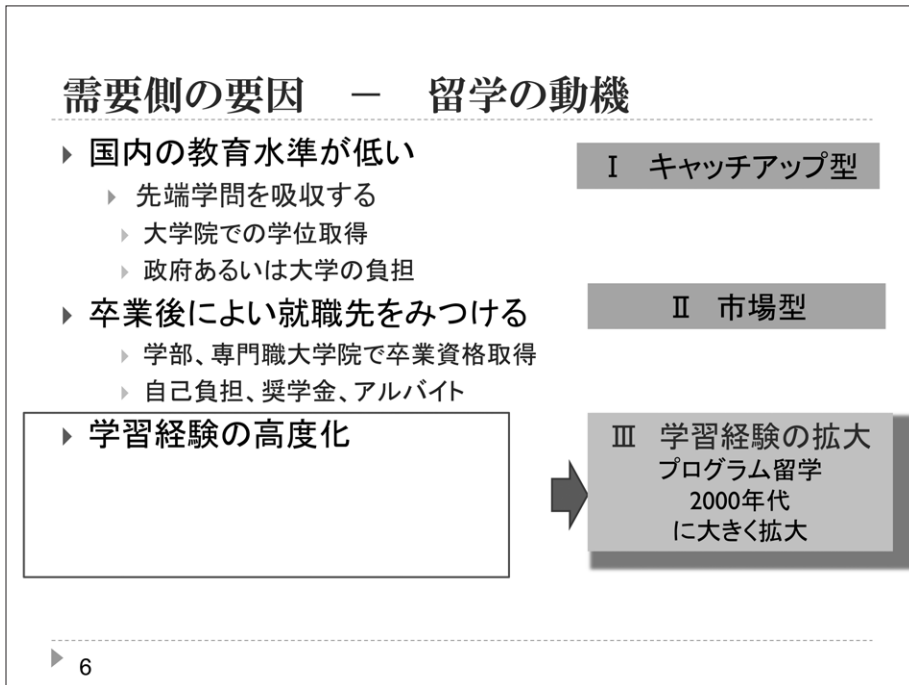 需要側の要因　－　留学の動機
国内の教育水準が低い
先端学問を吸収する
大学院での学位取得
政府あるいは大学の負担
Ⅰ　キャッチアップ型
卒業後によい就職先をみつける
学部、専門職大学院で卒業資格取得
自己負担、奨学金、アルバイト
Ⅱ　市場型
学習経験の高度化
Ⅲ　学習経験の拡大
プログラム留学
2000年代
に大きく拡大
6